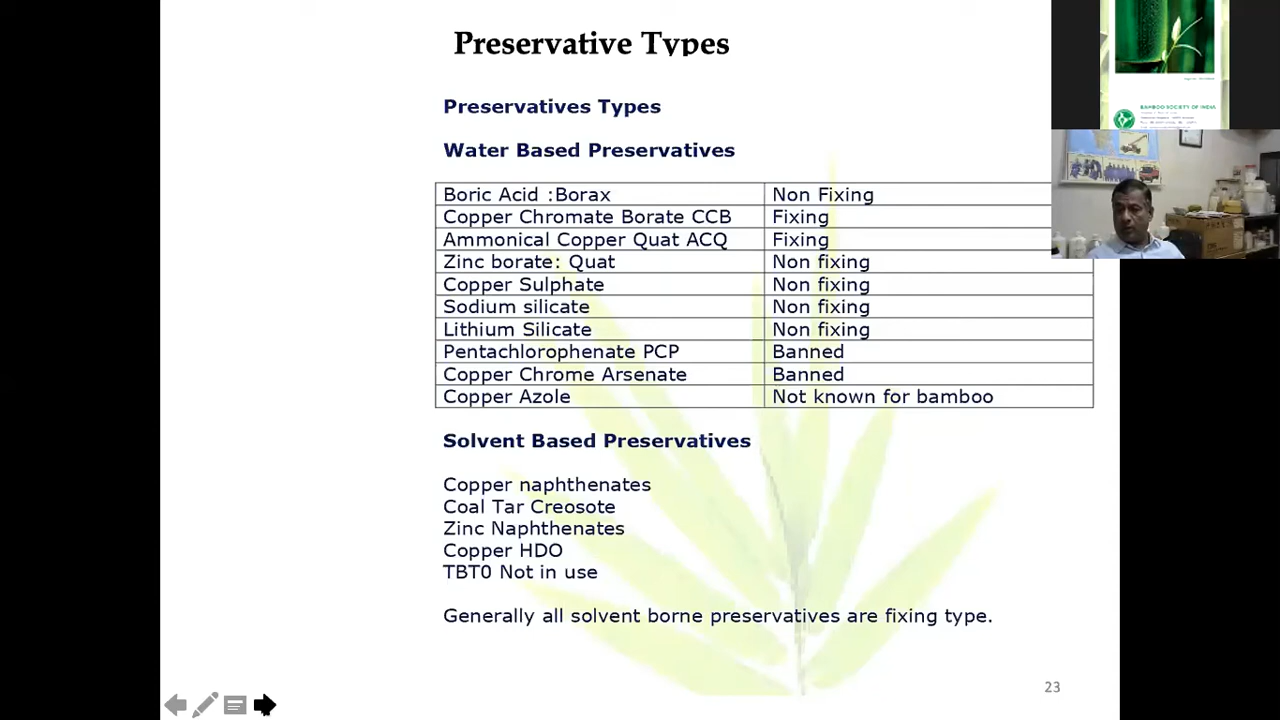 Preservative Types
Preservatives Types
Water Based Preservatives
Boric Acid :Borax Non Fixing
Copper Chromate Borate CCB Fixing
Ammonical Copper Quat ACQ Fixing
Zinc borate: Quat Non fixing
Copper Sulphate Non fixing
Sodium silicate Non fixing
Lithium Silicate Non fixing
Pentachlorophenate PCP Banned
Copper Chrome Arsenate Banned
Copper Azole Not known for bamboo
Solvent Based Preservatives
Copper naphthenates
Coal Tar Creosote
Zinc Naphthenates
Copper HDO
TBT0 Not in use
Generally all solvent borne preservatives are fixing type.
23
BAMBOO SOCIETY OF INDIA